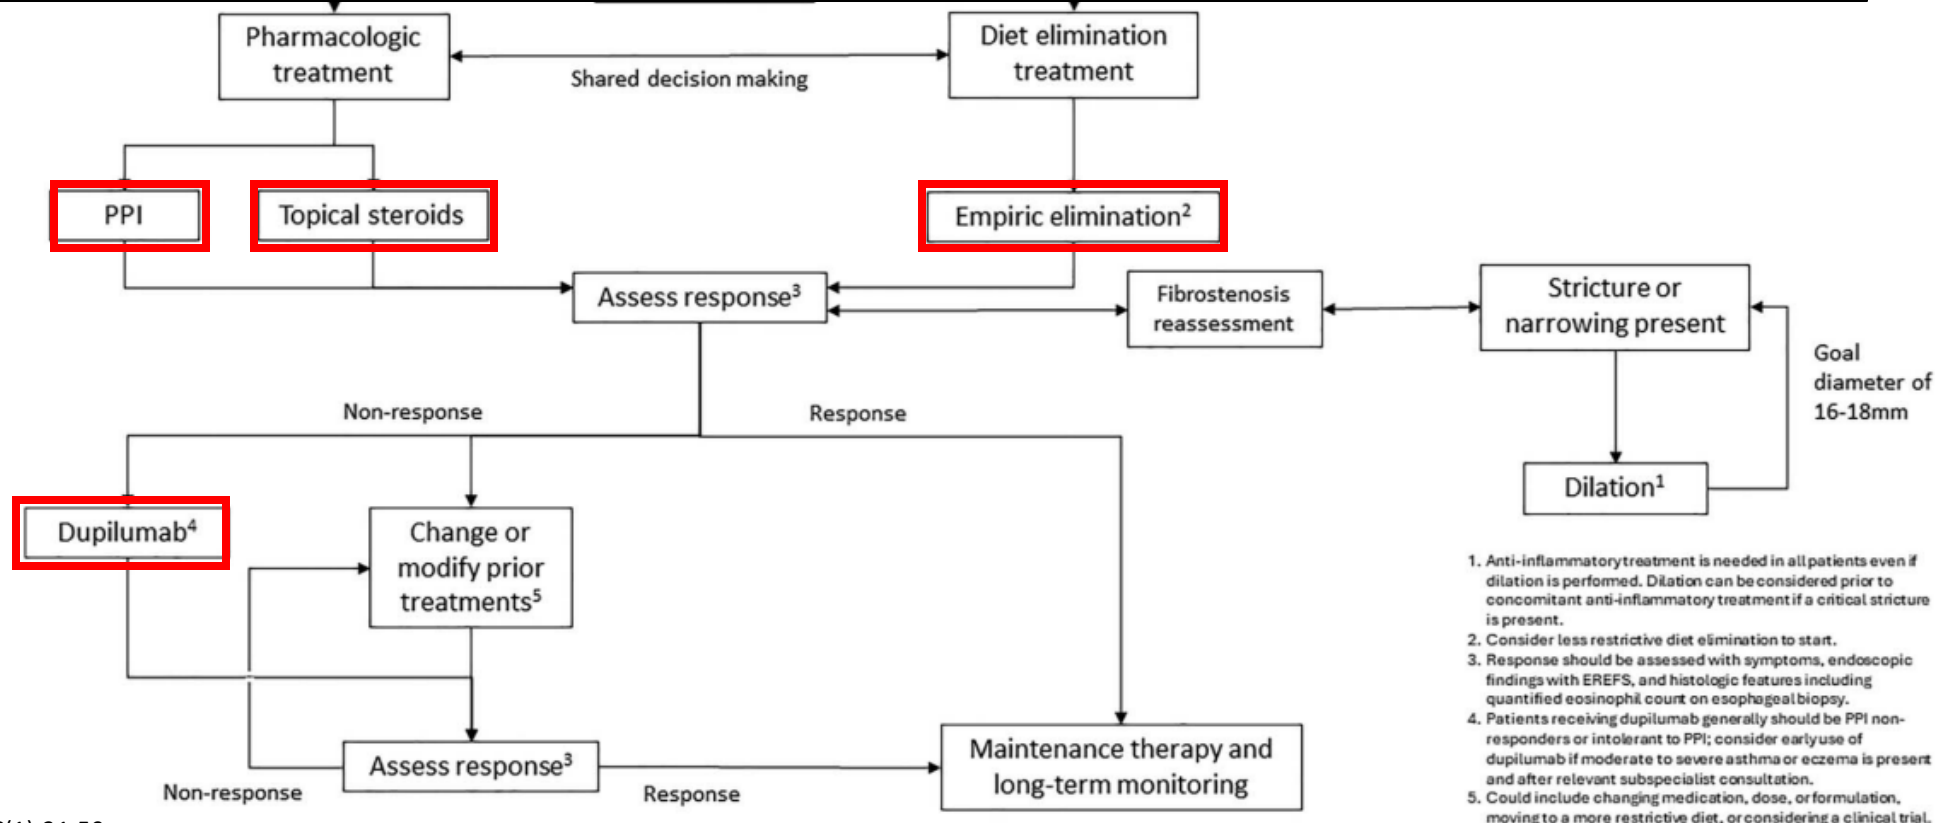 Pharmacologic
treatment
Shared decision making
Diet elimination
treatment
PPI
Topical steroids
Empiric elimination²
Assess response³
Fibrostenosis
reassessment
Stricture or
narrowing present
Goal
diameter of
16-18mm
Non-response
Response
Dilation¹
Dupilumab⁴
Change or
modify prior
treatments⁵
Assess response³
Non-response
Response
Maintenance therapy and
long-term monitoring
1. Anti-inflammatory treatment is needed in all patients even if
dilation is performed. Dilation can be considered prior to
concomitant anti-inflammatory treatment if a critical stricture
is present.
2. Consider less restrictive diet elimination to start.
3. Response should be assessed with symptoms, endoscopic
findings with EREFS, and histologic features including
quantified eosinophil count on esophageal biopsy.
4. Patients receiving dupilumab generally should be PPI non-
responders or intolerant to PPI; consider early use of
dupilumab if moderate to severe asthma or eczema is present
and after relevant subspecialist consultation.
5. Could include changing medication, dose, or formulation,
moving to a more restrictive diet, or considering a clinical trial.